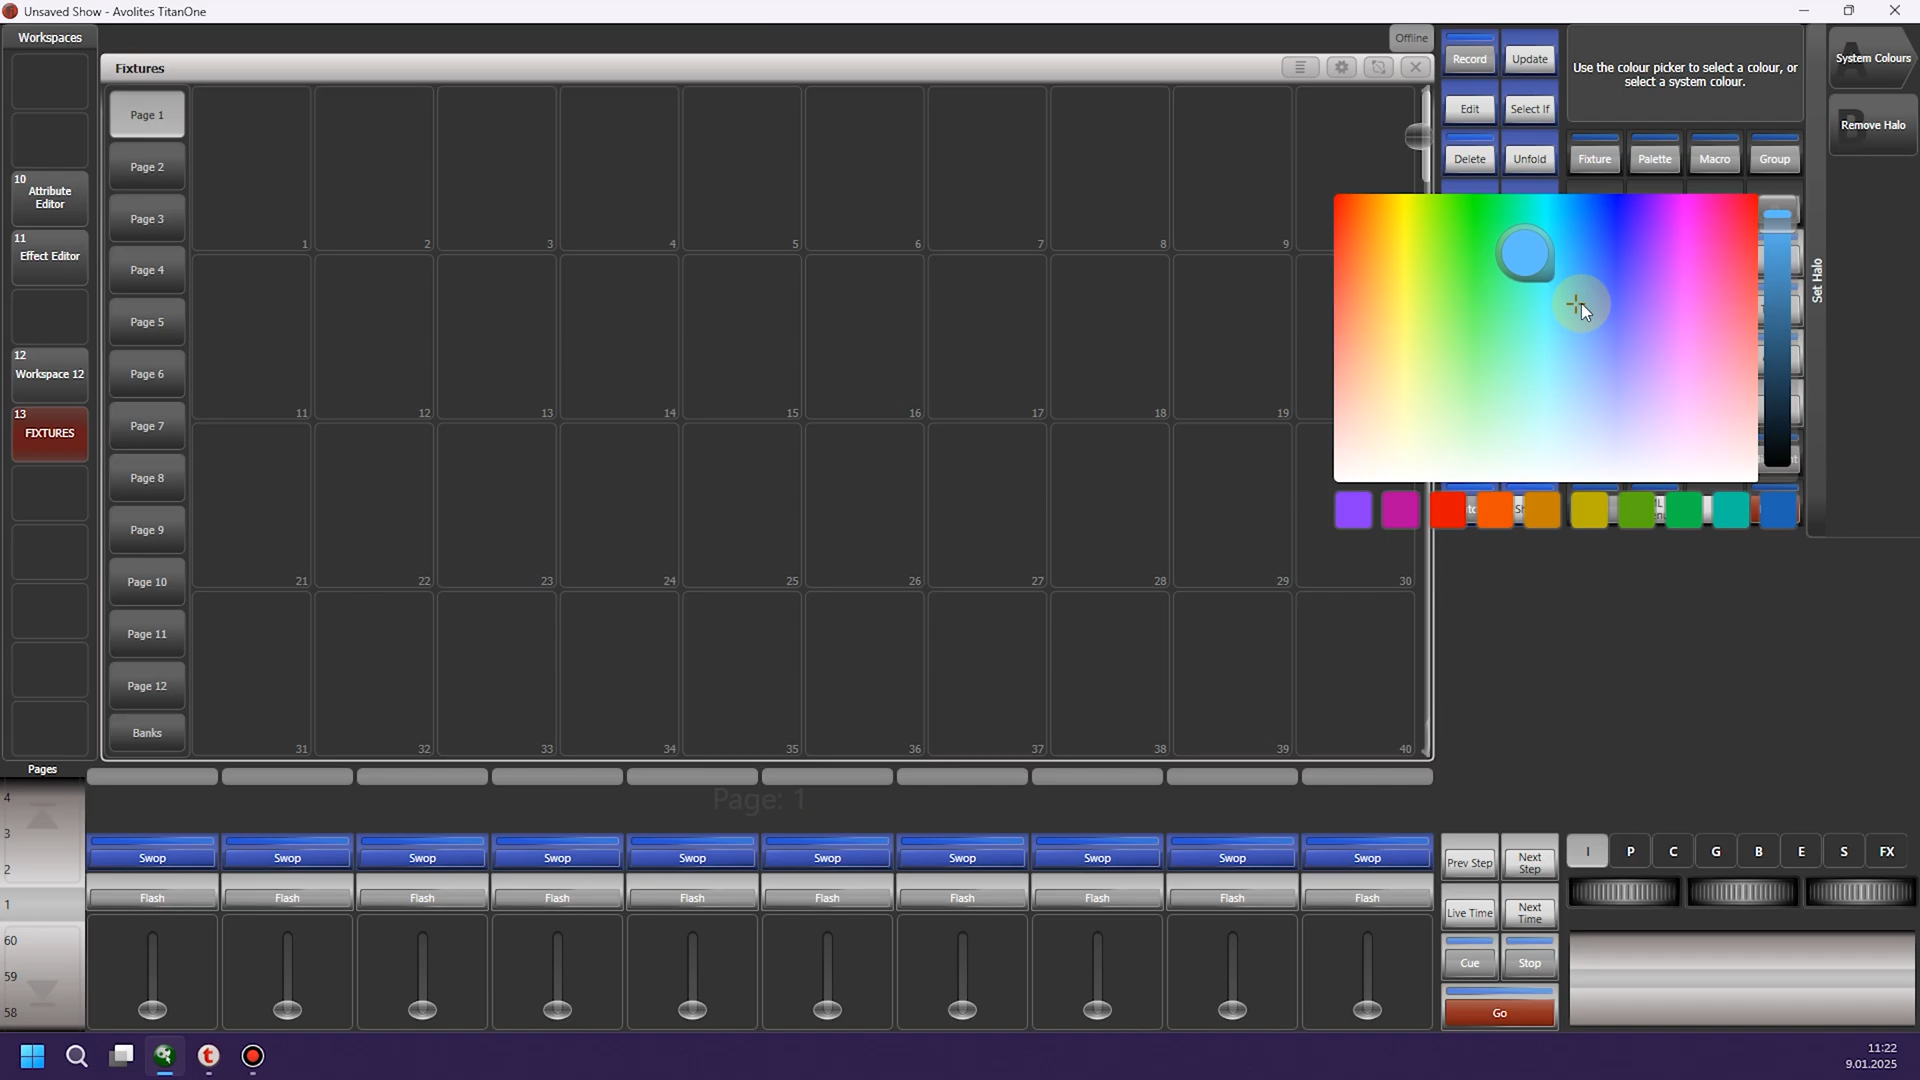 Unsaved Show - Avolites TitanOne
Workspaces
10
Attribute
Editor
11
Effect Editor
12
Workspace 12
13
FIXTURES
Offline
Fixtures
Page 1
Page 2
Page 3
Page 4
Page 5
Page 6
Page 7
Page 8
Page 9
Page 10
Page 11
Page 12
Banks
1 2 3 4 5 6 7 8 9
11 12 13 14 15 16 17 18 19
21 22 23 24 25 26 27 28 29 30
31 32 33 34 35 36 37 38 39 40
Record Update
Edit Select If
Delete Unfold
Use the colour picker to select a colour, or
select a system colour.
Fixture Palette Macro Group
A
System Colours
B
Remove Halo
Set Halo
Pages
4
3
2
1
60
59
58
Page: 1
Swop Swop Swop Swop Swop Swop Swop Swop Swop Swop
Flash Flash Flash Flash Flash Flash Flash Flash Flash Flash
Prev Step
Next
Step
Live Time
Next
Time
Cue
Stop
Go
I P C G B E S FX
11:22
9.01.2025